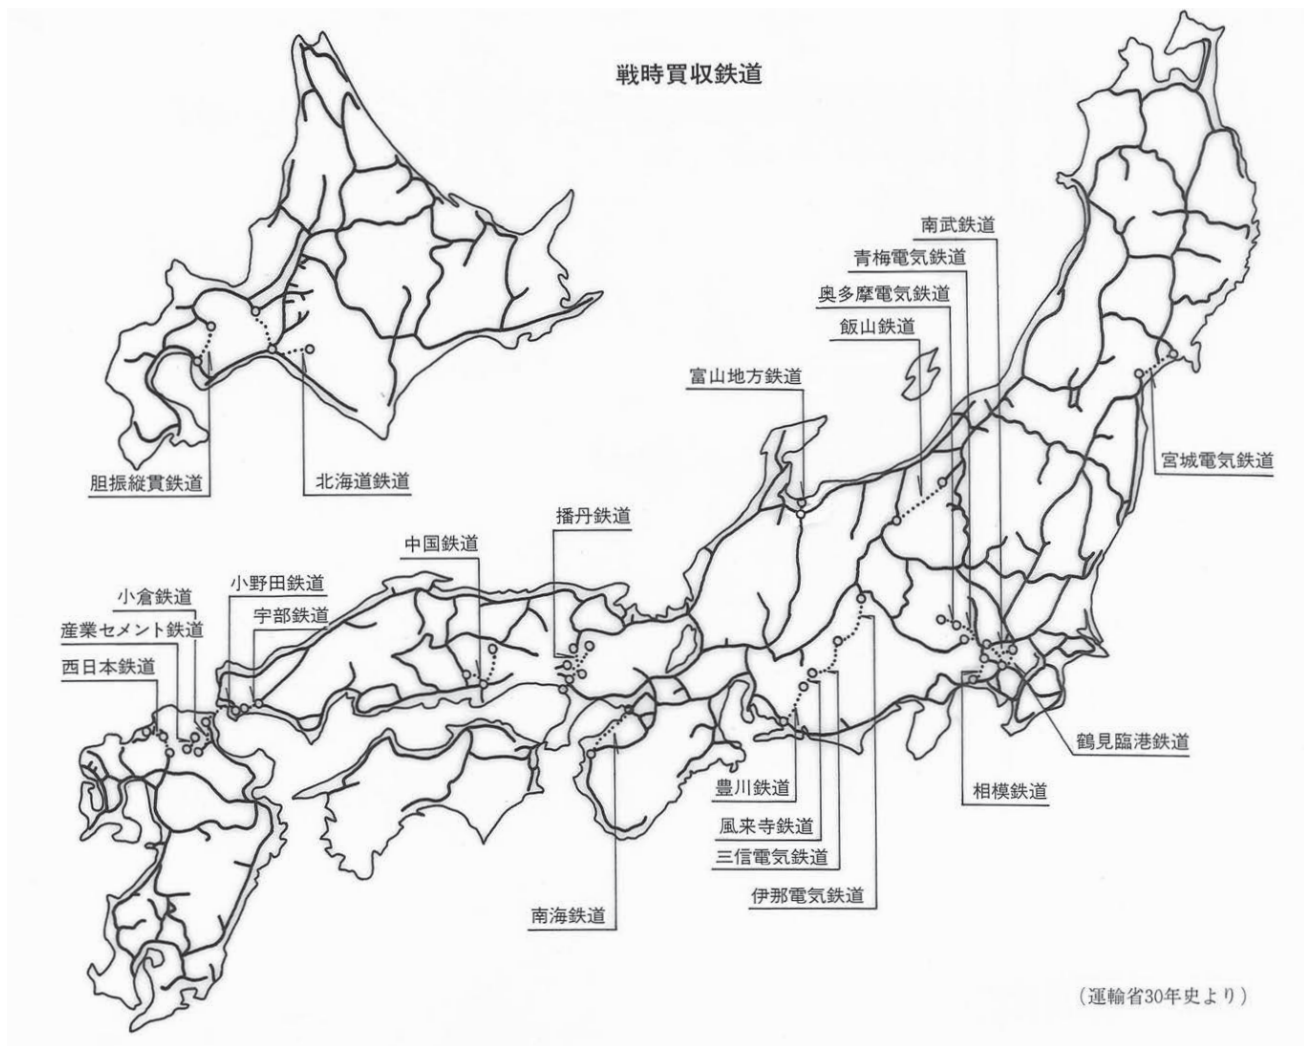 戦時買収鉄道
南武鉄道
青梅電気鉄道
奥多摩電気鉄道
飯山鉄道
富山地方鉄道
宮城電気鉄道
胆振縦貫鉄道
北海道鉄道
播丹鉄道
中国鉄道
小野田鉄道
小倉鉄道
宇部鉄道
産業セメント鉄道
西日本鉄道
鶴見臨港鉄道
相模鉄道
豊川鉄道
風来寺鉄道
三信電気鉄道
伊那電気鉄道
南海鉄道
（運輸省30年史より）